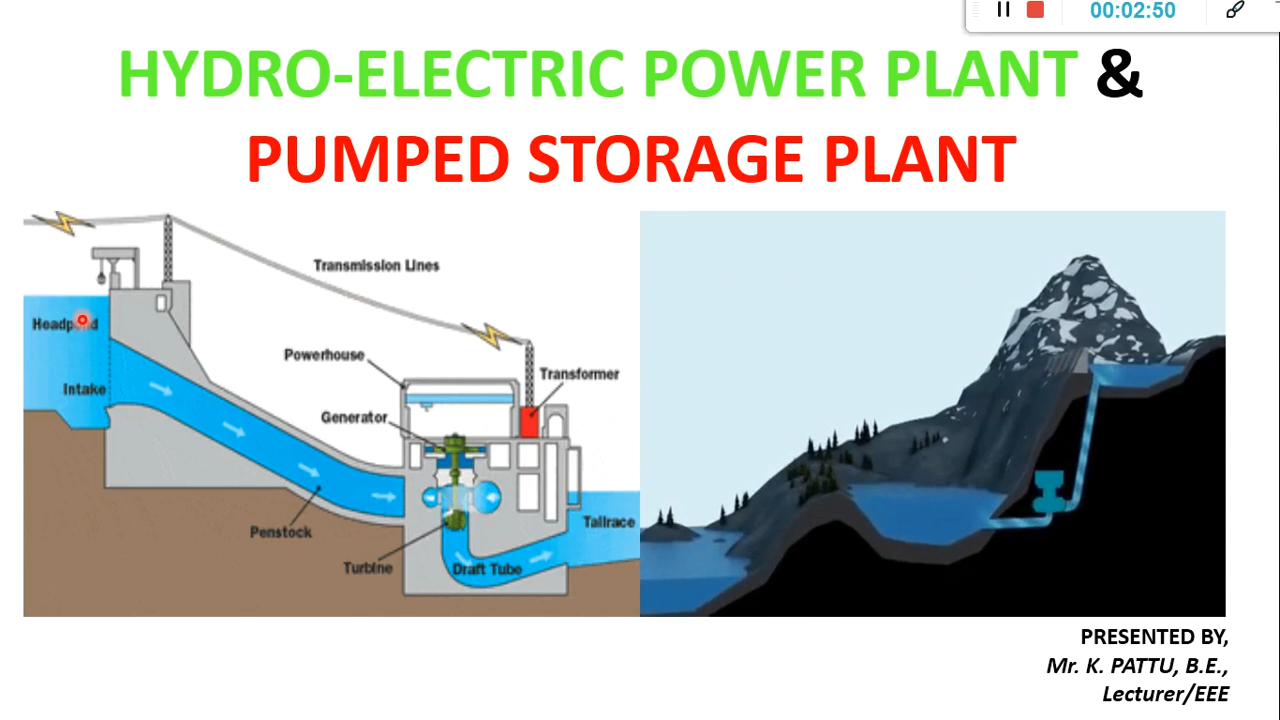 00:02:50
HYDRO-ELECTRIC POWER PLANT &
PUMPED STORAGE PLANT
Transmission Lines
Headpond
Powerhouse
Transformer
Intake
Generator
Tailrace
Penstock
Turbine
Draft Tube
PRESENTED BY,
Mr. K. PATTU, B.E.,
Lecturer/EEE